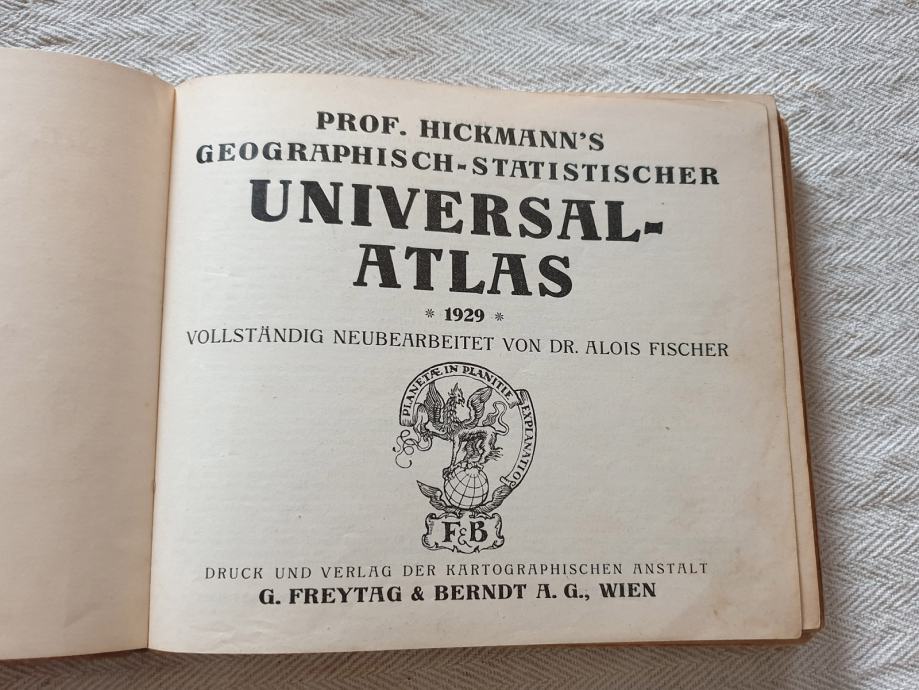 PROF. HICKMANN'S
GEOGRAPHISCH-STATISTISCHER
UNIVERSAL-
ATLAS
* 1929 *
VOLLSTÄNDIG NEUBEARBEITET VON DR. ALOIS FISCHER
PLANETÆ IN PLANITIE EXPLANATIO
F & B
DRUCK UND VERLAG DER KARTOGRAPHISCHEN ANSTALT
G. FREYTAG & BERNDT A. G., WIEN